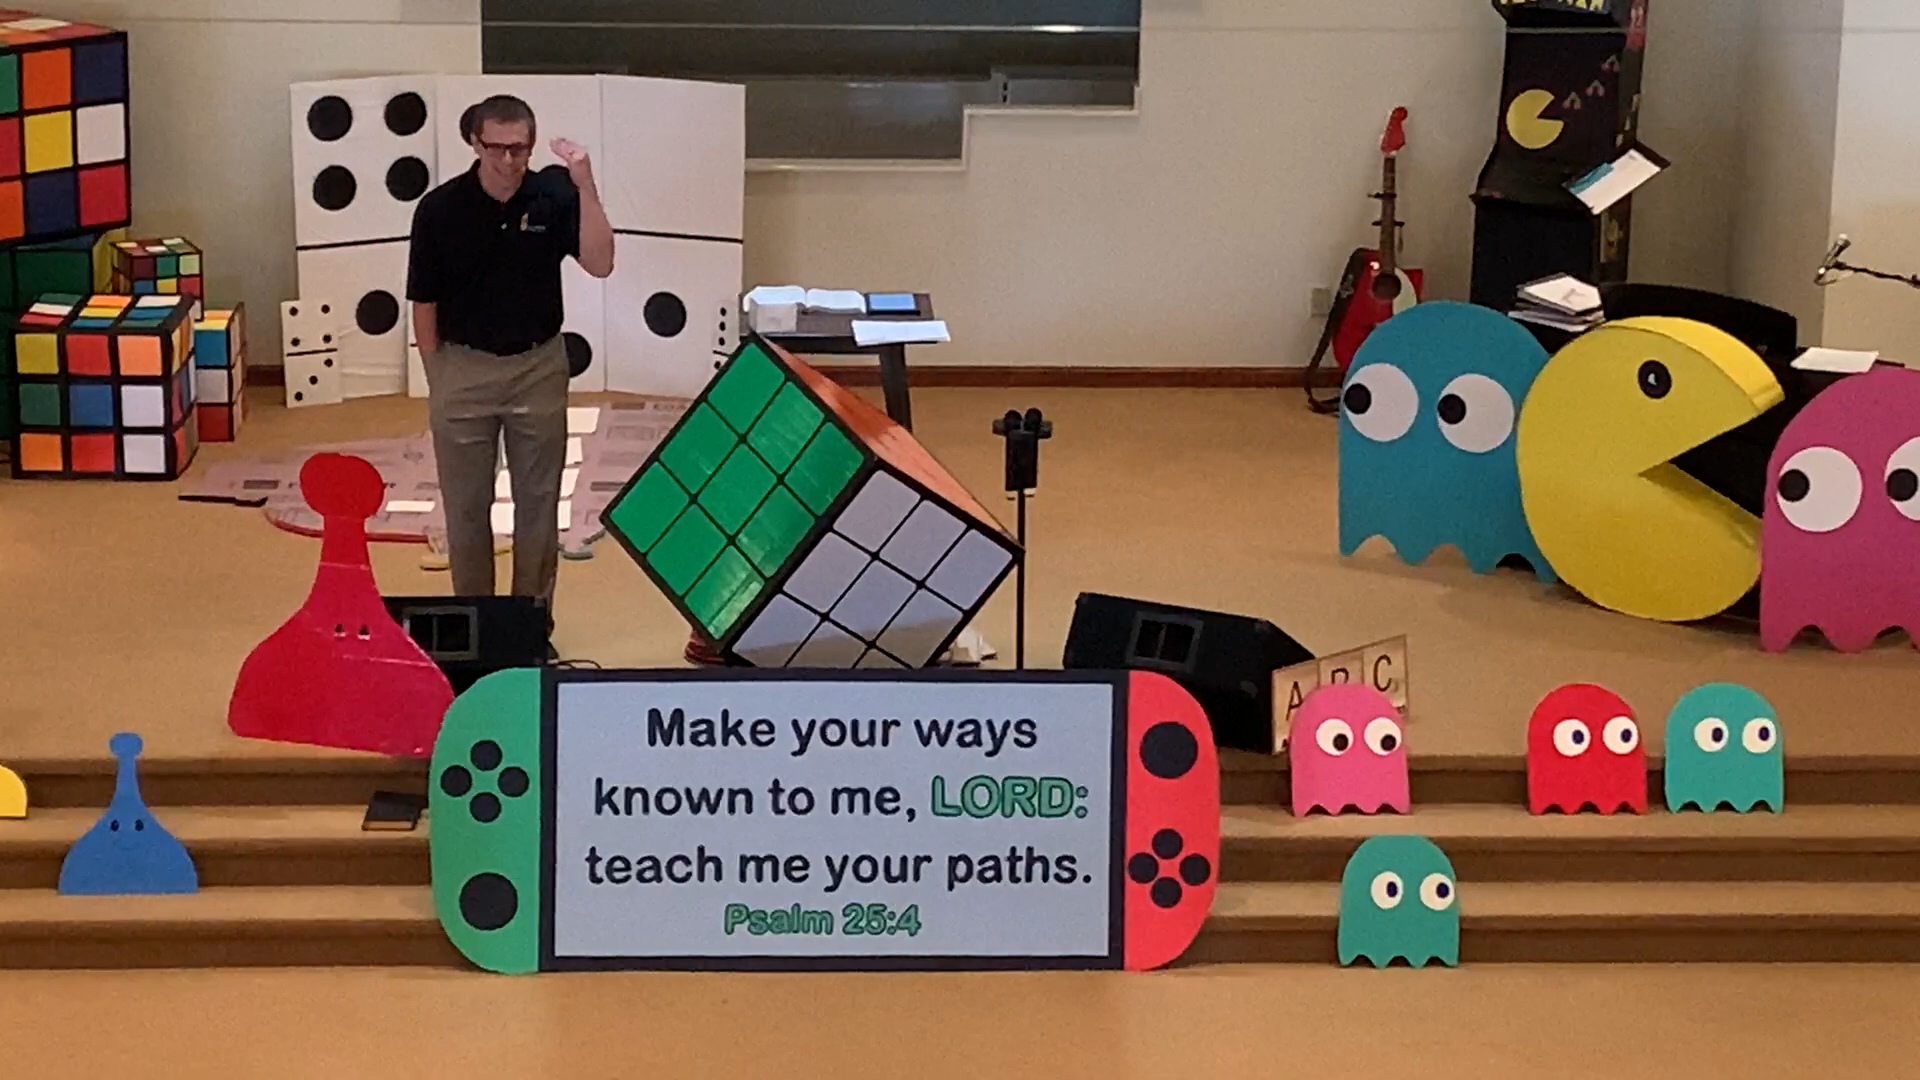 A B C
Make your ways
known to me, LORD:
teach me your paths.
Psalm 25:4